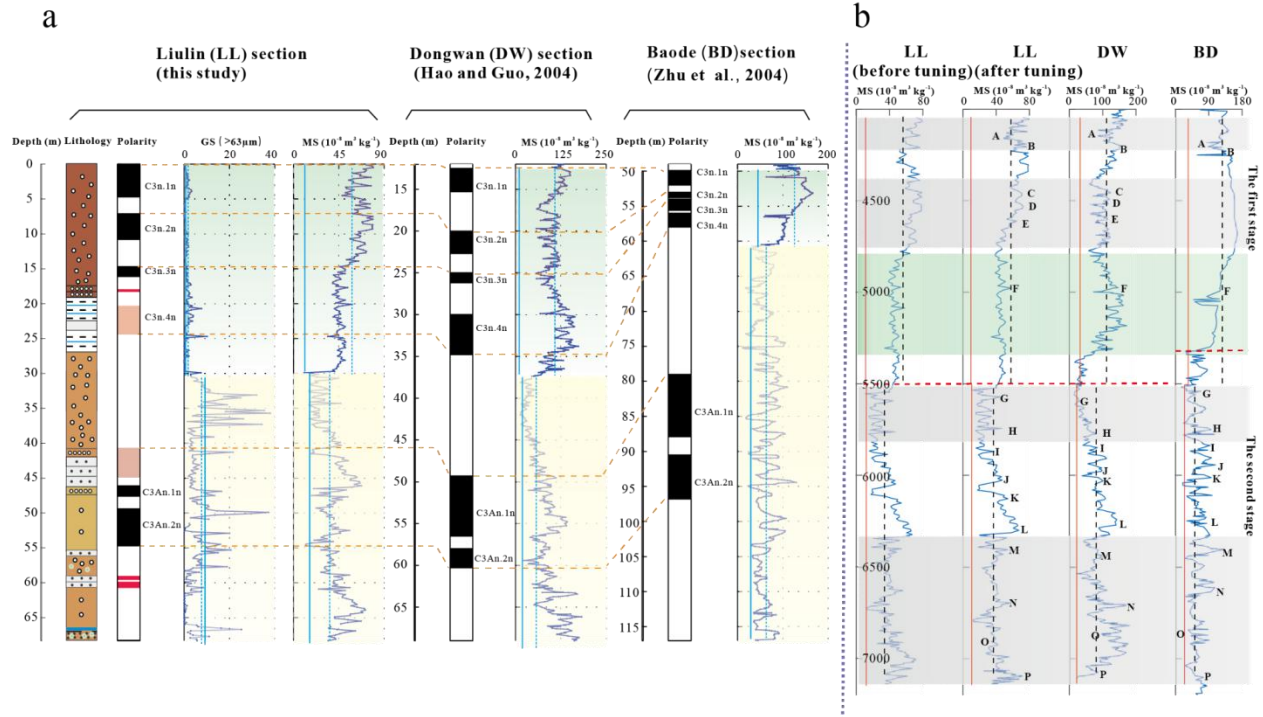 a
b
Liulin (LL) section
(this study)
Dongwan (DW) section
(Hao and Guo, 2004)
Baode (BD)section
(Zhu et al., 2004)
LL
(before tuning)
LL
(after tuning)
DW
BD
MS (10⁻⁸ m³ kg⁻¹)
MS (10⁻⁸ m³ kg⁻¹)
MS (10⁻⁸ m³ kg⁻¹)
MS (10⁻⁸ m³ kg⁻¹)
0 40 80
0 40 80
0 100 200
0 90 180
Depth (m) Lithology Polarity GS (>63μm) MS (10⁻⁸ m³ kg⁻¹)
0 20 40
0 45 90
Depth (m) Polarity MS (10⁻⁸ m³ kg⁻¹)
0 125 250
Depth (m) Polarity MS (10⁻⁸ m³ kg⁻¹)
0 100 200
0
5
10
15
20
25
30
35
40
45
50
55
60
65
C3n.1n
C3n.2n
C3n.3n
C3n.4n
C3An.1n
C3An.2n
15
20
25
30
35
40
45
50
55
60
65
C3n.1n
C3n.2n
C3n.3n
C3n.4n
C3An.1n
C3An.2n
50
55
60
65
70
75
80
85
90
95
100
105
110
115
C3n.1n
C3n.2n
C3n.3n
C3n.4n
C3An.1n
C3An.2n
4500
5000
5500
6000
6500
7000
A
B
C
D
E
F
G
H
I
J
K
L
M
N
O
P
A
B
C
D
E
F
G
H
I
J
K
L
M
N
O
A
B
F
G
H
I
J
K
L
M
N
O
P
The first stage
The second stage